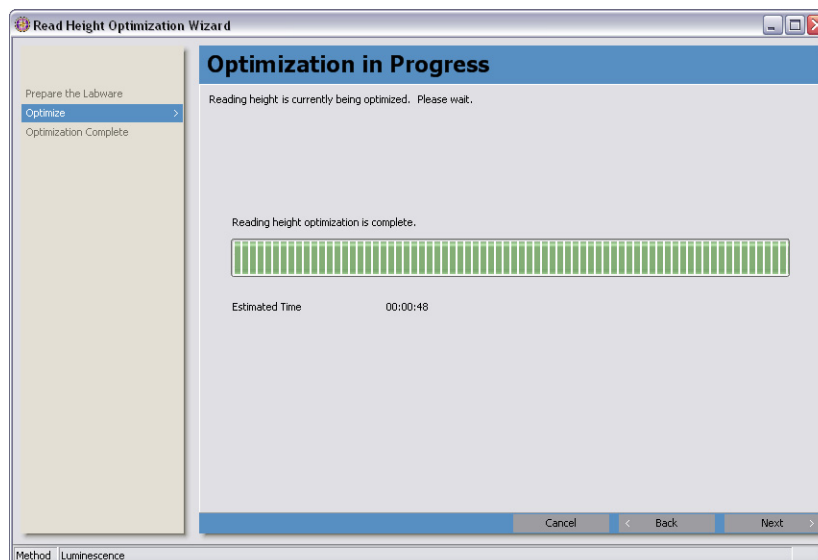 Read Height Optimization Wizard
Prepare the Labware
Optimize >
Optimization Complete
Optimization in Progress
Reading height is currently being optimized. Please wait.
Reading height optimization is complete.
Estimated Time 00:00:48
Cancel < Back Next >
Method Luminescence